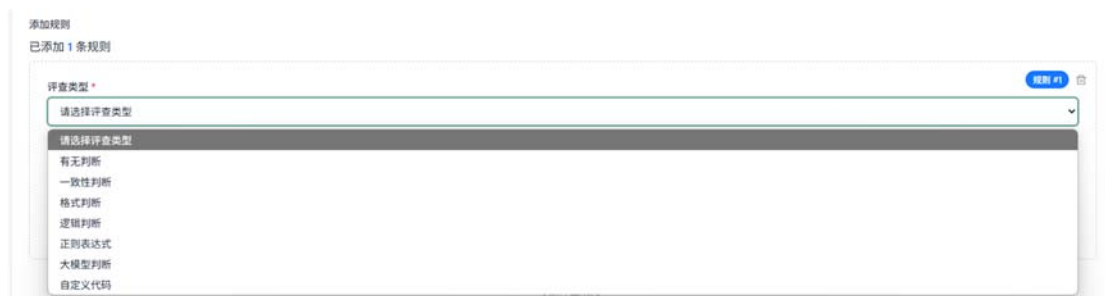 添加规则
已添加 1 条规则
规则 #1
评查类型 *
请选择评查类型
请选择评查类型
有无判断
一致性判断
格式判断
逻辑判断
正则表达式
大模型判断
自定义代码